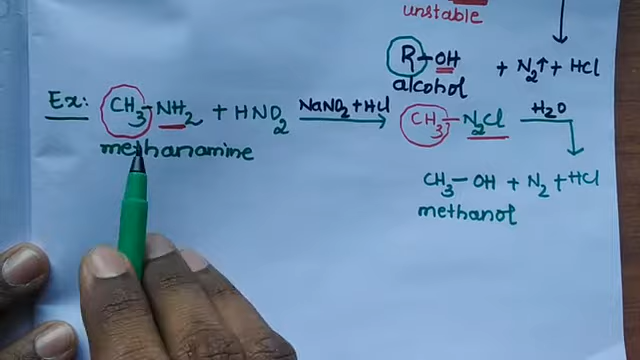 unstable
R-OH + N₂↑ + HCl
alcohol
Ex: CH₃-NH₂ + HNO₂ NaNO₂+HCl CH₃-N₂Cl H₂O
methanamine
CH₃-OH + N₂ + HCl
methanol